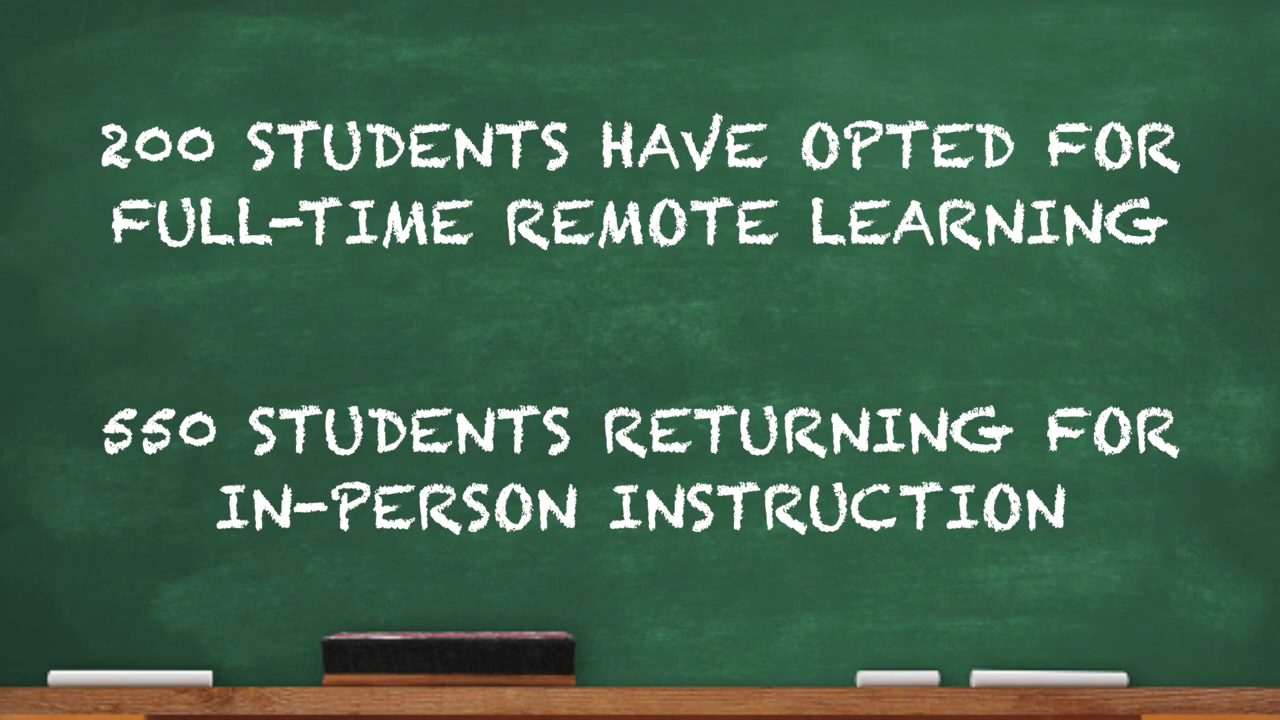 200 STUDENTS HAVE OPTED FOR
FULL-TIME REMOTE LEARNING
550 STUDENTS RETURNING FOR
IN-PERSON INSTRUCTION